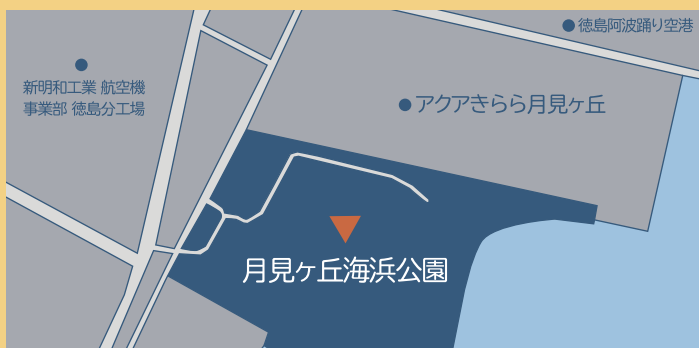 徳島阿波踊り空港
新明和工業 航空機
事業部 徳島分工場
アクアきらら月見ヶ丘
月見ヶ丘海浜公園